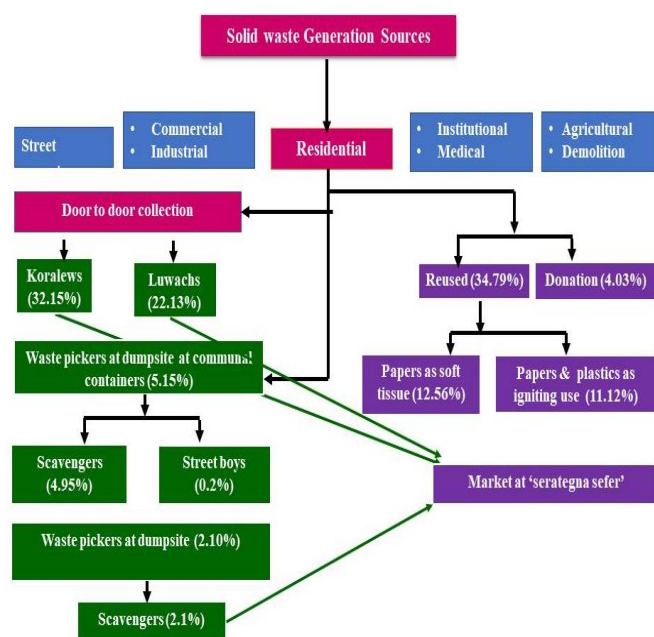 Solid waste Generation Sources
Street
• Commercial
• Industrial
Residential
• Institutional
• Medical
• Agricultural
• Demolition
Door to door collection
Koralews
(32.15%)
Luwachs
(22.13%)
Reused (34.79%)
Donation (4.03%)
Waste pickers at dumpsite at communal
containers (5.15%)
Papers as soft
tissue (12.56%)
Papers & plastics as
igniting use (11.12%)
Scavengers
(4.95%)
Street boys
(0.2%)
Market at ‘serategna sefer’
Waste pickers at dumpsite (2.10%)
Scavengers (2.1%)